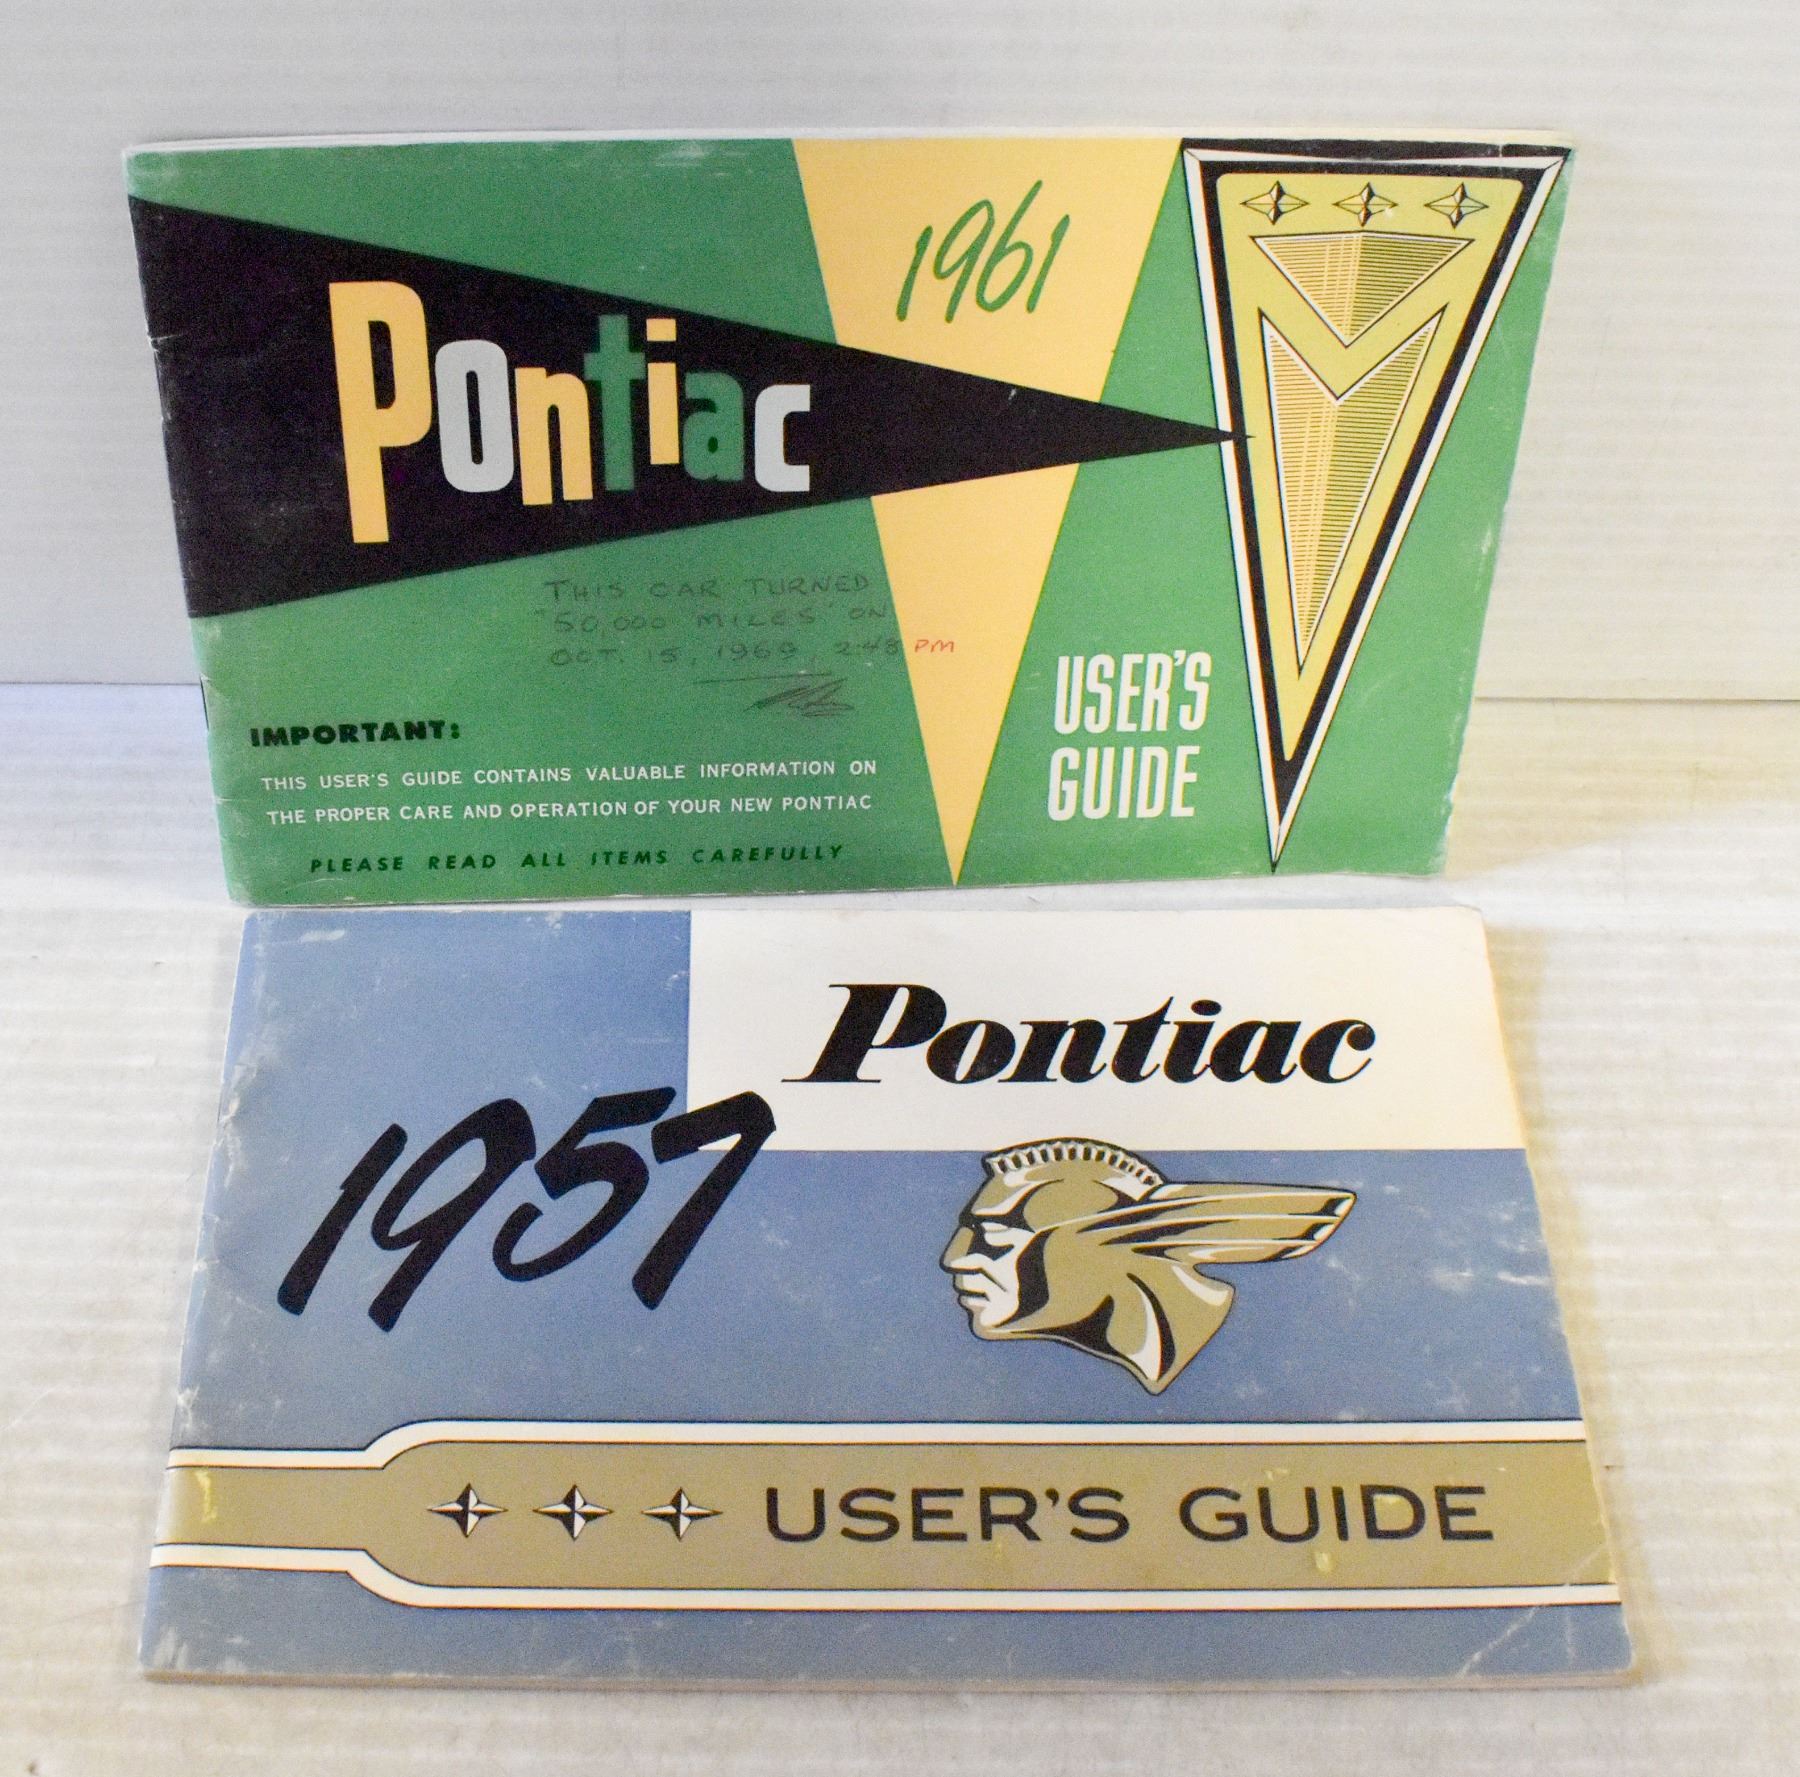 1961
Pontiac
THIS CAR TURNED
"50,000 MILES" ON
OCT. 15, 1969, 2:48 PM
USER'S
GUIDE
IMPORTANT:
THIS USER'S GUIDE CONTAINS VALUABLE INFORMATION ON
THE PROPER CARE AND OPERATION OF YOUR NEW PONTIAC
PLEASE READ ALL ITEMS CAREFULLY
Pontiac
1957
USER'S GUIDE